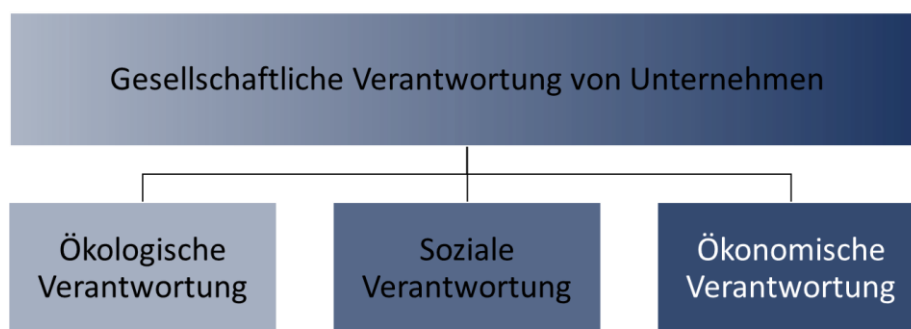 Gesellschaftliche Verantwortung von Unternehmen
Ökologische
Verantwortung
Soziale
Verantwortung
Ökonomische
Verantwortung